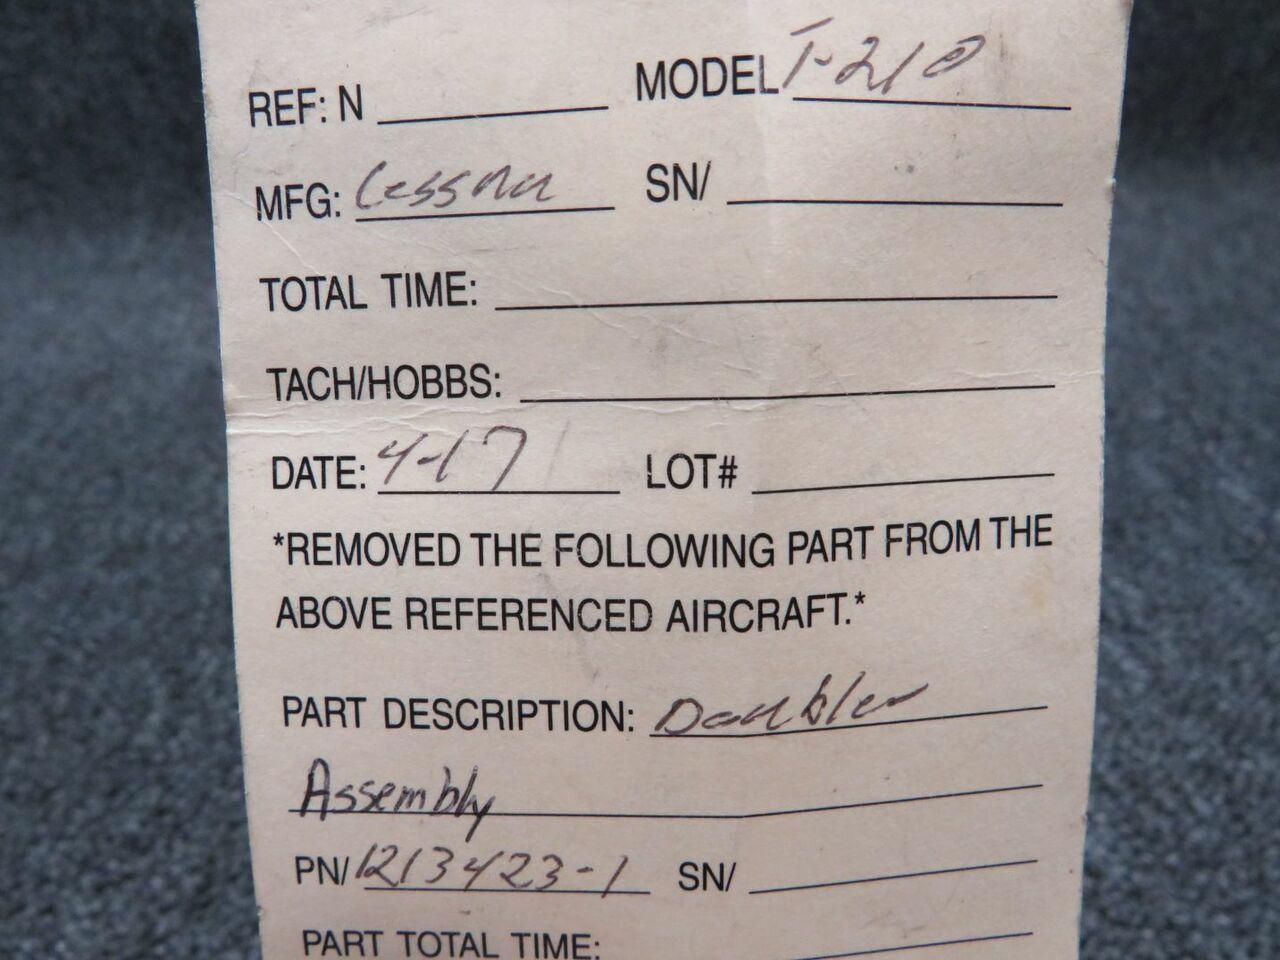 REF: N MODEL T-210
MFG: Cessna SN/
TOTAL TIME:
TACH/HOBBS:
DATE: 4-17 LOT#
*REMOVED THE FOLLOWING PART FROM THE
ABOVE REFERENCED AIRCRAFT.*
PART DESCRIPTION: Doubler
Assembly
PN/ 1213423-1 SN/
PART TOTAL TIME: